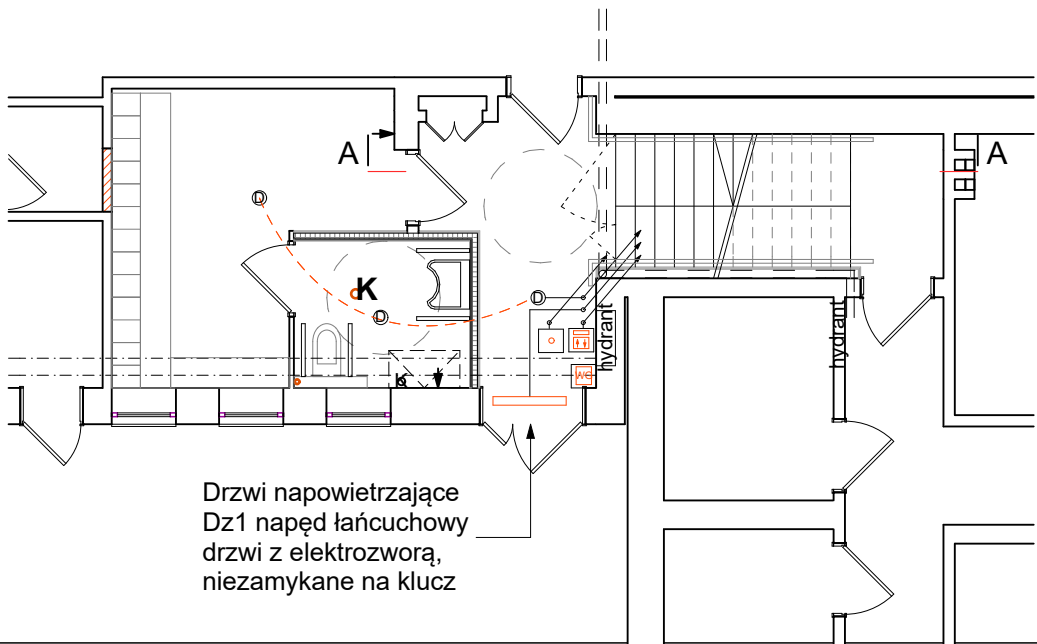 A
A
D
K
D
D
hydrant
hydrant
WC
Drzwi napowietrzające
Dz1 napęd łańcuchowy
drzwi z elektrozworą,
niezamykane na klucz